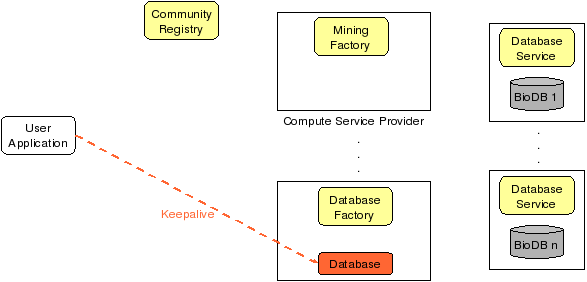 Community
Registry
Mining
Factory
Database
Service
BioDB 1
Compute Service Provider
User
Application
.
.
.
.
.
.
Database
Factory
Database
Service
Keepalive
BioDB n
Database